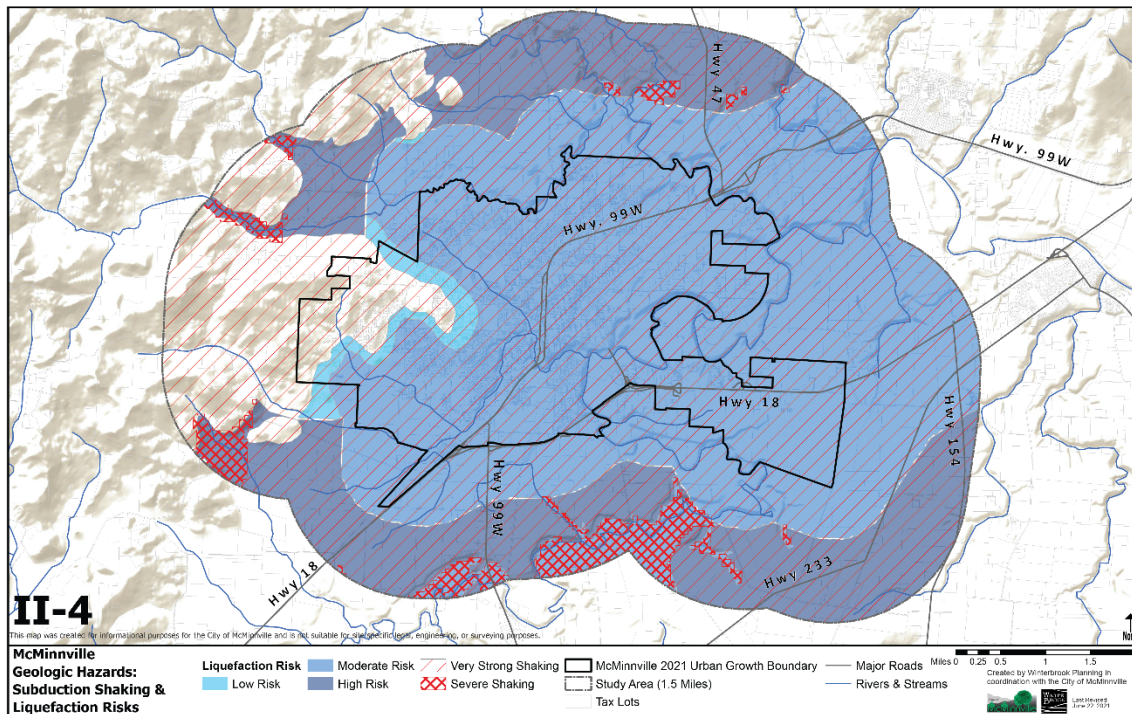 Hwy 47
Hwy. 99W
Hwy. 99W
Hwy 18
Hwy 154
Hwy 99W
Hwy 233
Hwy 18
II-4
This map was created for informational purposes for the City of McMinnville and is not suitable for site specific legal, engineering, or surveying purposes.
McMinnville
Geologic Hazards:
Subduction Shaking &
Liquefaction Risks
Liquefaction Risk
Low Risk
Moderate Risk
High Risk
Very Strong Shaking
Severe Shaking
McMinnville 2021 Urban Growth Boundary
Study Area (1.5 Miles)
Tax Lots
Major Roads
Rivers & Streams
Miles 0 0.25 0.5 1 1.5
Created by Winterbrook Planning in
coordination with the City of McMinnville
Last Revised
June 22, 2021